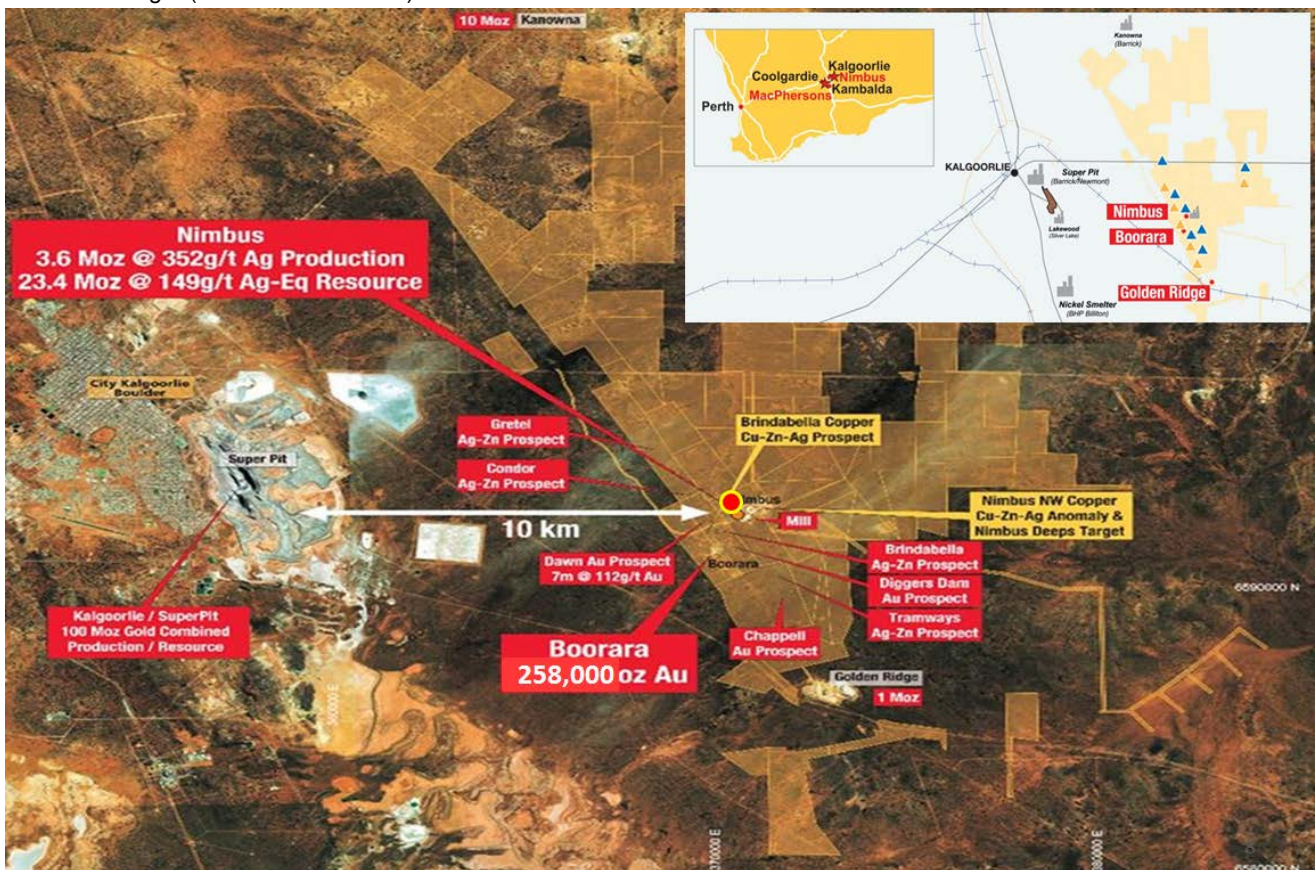 10 Moz Kanowna
Kanowna
(Barrick)
Kalgoorlie
Coolgardie
Nimbus
MacPhersons
Kambalda
Perth
KALGOORLIE
Super Pit
(Barrick/Newmont)
Lakewood
(Silver Lake)
Nimbus
Boorara
Golden Ridge
Nickel Smelter
(BHP Billiton)
Nimbus
3.6 Moz @ 352g/t Ag Production
23.4 Moz @ 149g/t Ag-Eq Resource
City Kalgoorlie
Boulder
Super Pit
Gretel
Ag-Zn Prospect
Condor
Ag-Zn Prospect
Brindabella Copper
Cu-Zn-Ag Prospect
10 km
Mill
Nimbus NW Copper
Cu-Zn-Ag Anomaly &
Nimbus Deeps Target
Dawn Au Prospect
7m @ 112g/t Au
Boorara
Brindabella
Ag-Zn Prospect
Diggers Dam
Au Prospect
Tramways
Ag-Zn Prospect
6590000 N
Kalgoorlie / SuperPit
100 Moz Gold Combined
Production / Resource
Boorara
258,000 oz Au
Chappell
Au Prospect
Golden Ridge
1 Moz
370000 E
380000 E
6580000 N